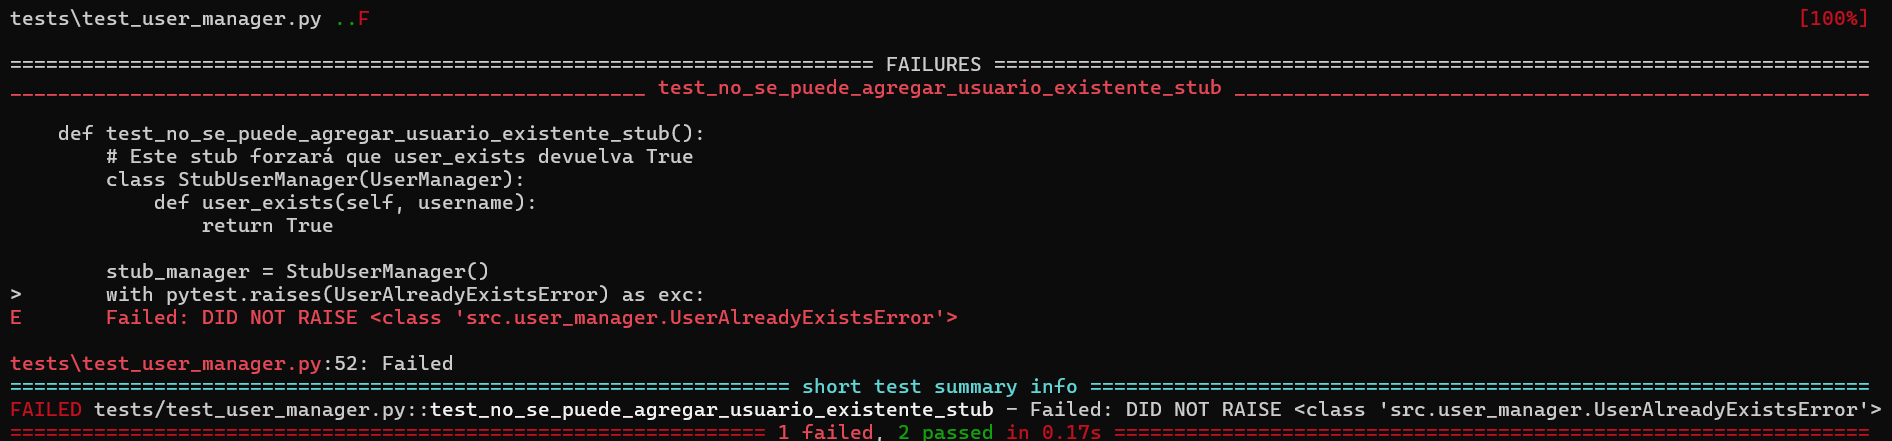 tests\test_user_manager.py ..F [100%]
======================================================================== FAILURES =========================================================================
_____________________________________________________ test_no_se_puede_agregar_usuario_existente_stub _____________________________________________________
    def test_no_se_puede_agregar_usuario_existente_stub():
        # Este stub forzará que user_exists devuelva True
        class StubUserManager(UserManager):
            def user_exists(self, username):
                return True
        stub_manager = StubUserManager()
>       with pytest.raises(UserAlreadyExistsError) as exc:
E       Failed: DID NOT RAISE <class 'src.user_manager.UserAlreadyExistsError'>
tests\test_user_manager.py:52: Failed
================================================================= short test summary info =================================================================
FAILED tests/test_user_manager.py::test_no_se_puede_agregar_usuario_existente_stub - Failed: DID NOT RAISE <class 'src.user_manager.UserAlreadyExistsError'>
=============================================================== 1 failed, 2 passed in 0.17s ===============================================================